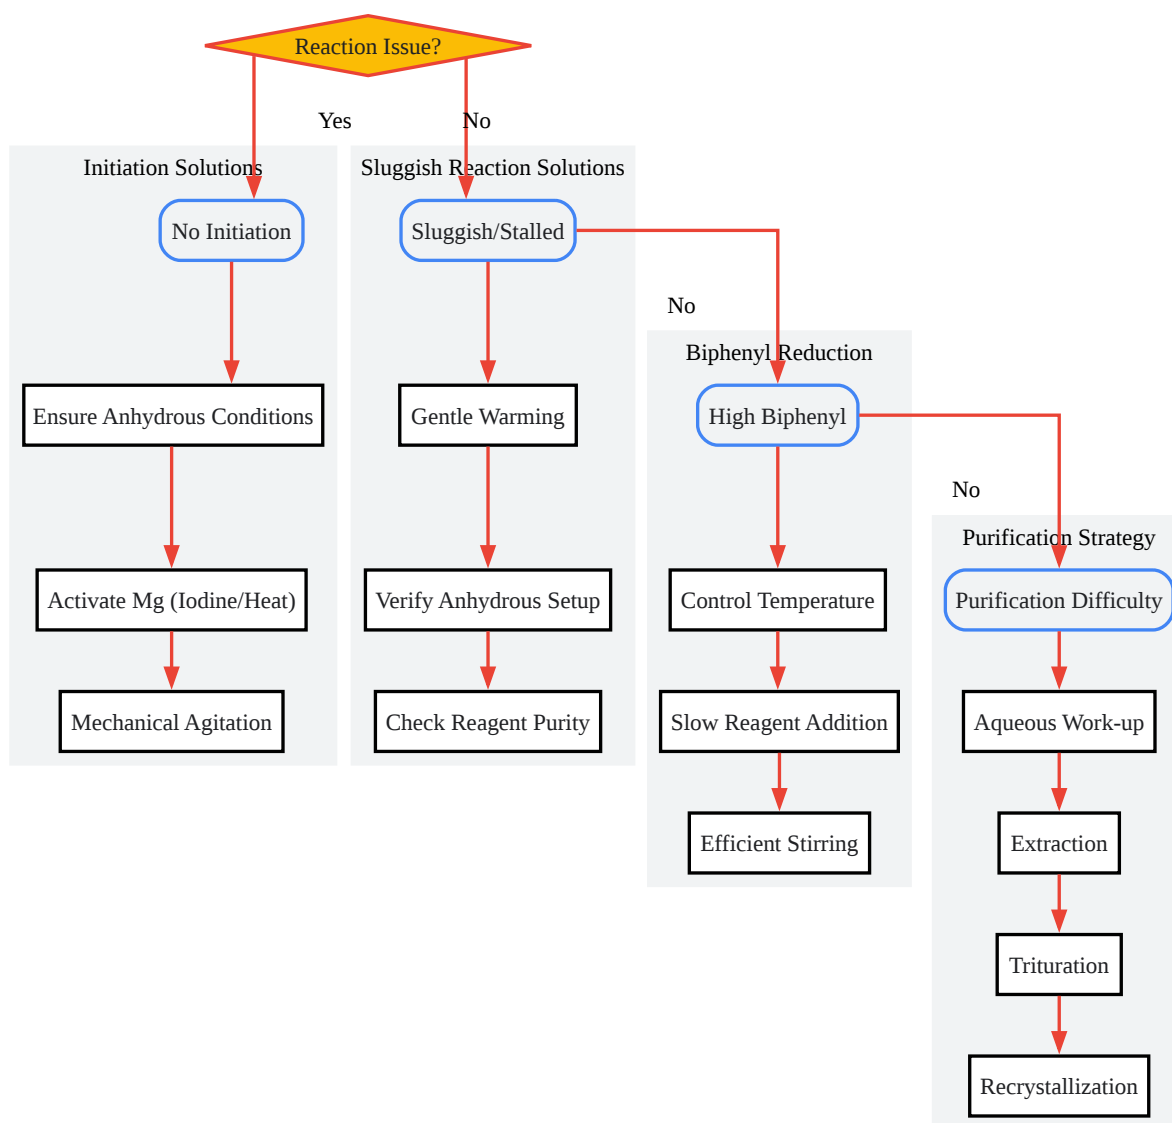 Reaction Issue?
Yes
No
Initiation Solutions
Sluggish Reaction Solutions
No Initiation
Sluggish/Stalled
No
Biphenyl Reduction
Ensure Anhydrous Conditions
Gentle Warming
High Biphenyl
No
Purification Strategy
Activate Mg (Iodine/Heat)
Verify Anhydrous Setup
Control Temperature
Purification Difficulty
Mechanical Agitation
Check Reagent Purity
Slow Reagent Addition
Aqueous Work-up
Efficient Stirring
Extraction
Trituration
Recrystallization